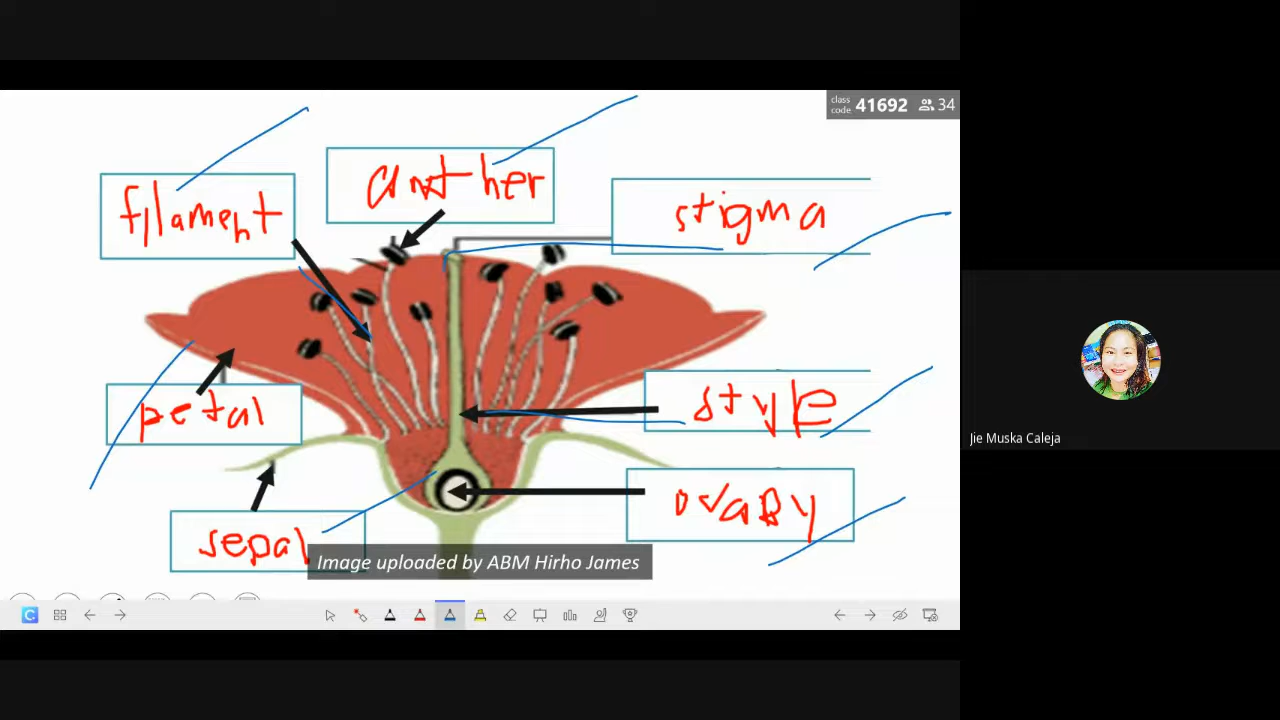 class code 41692 34
anther
filament
stigma
petal
style
ovaRy
sepal
Image uploaded by ABM Hirho James
Jie Muska Caleja
C